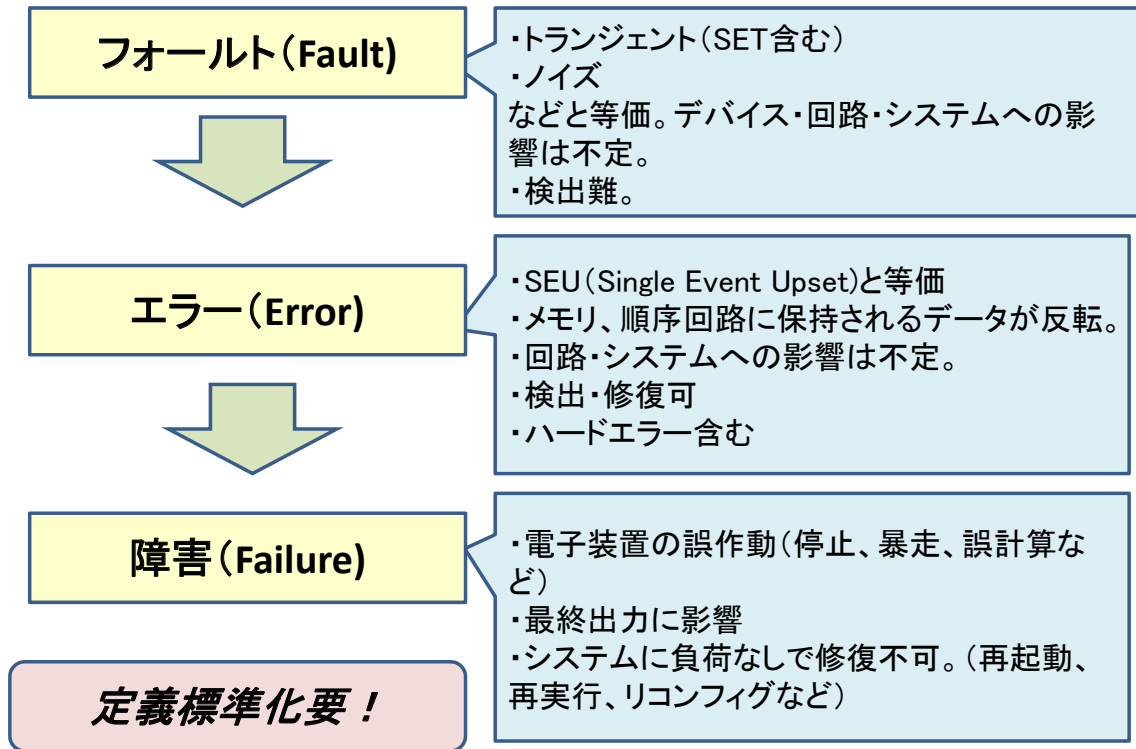 フォールト(Fault)
・トランジェント(SET含む)
・ノイズ
などと等価。デバイス・回路・システムへの影
響は不定。
・検出難。
エラー(Error)
・SEU(Single Event Upset)と等価
・メモリ、順序回路に保持されるデータが反転。
・回路・システムへの影響は不定。
・検出・修復可
・ハードエラー含む
障害(Failure)
・電子装置の誤作動(停止、暴走、誤計算な
ど)
・最終出力に影響
・システムに負荷なしで修復不可。(再起動、
再実行、リコンフィグなど)
定義標準化要!